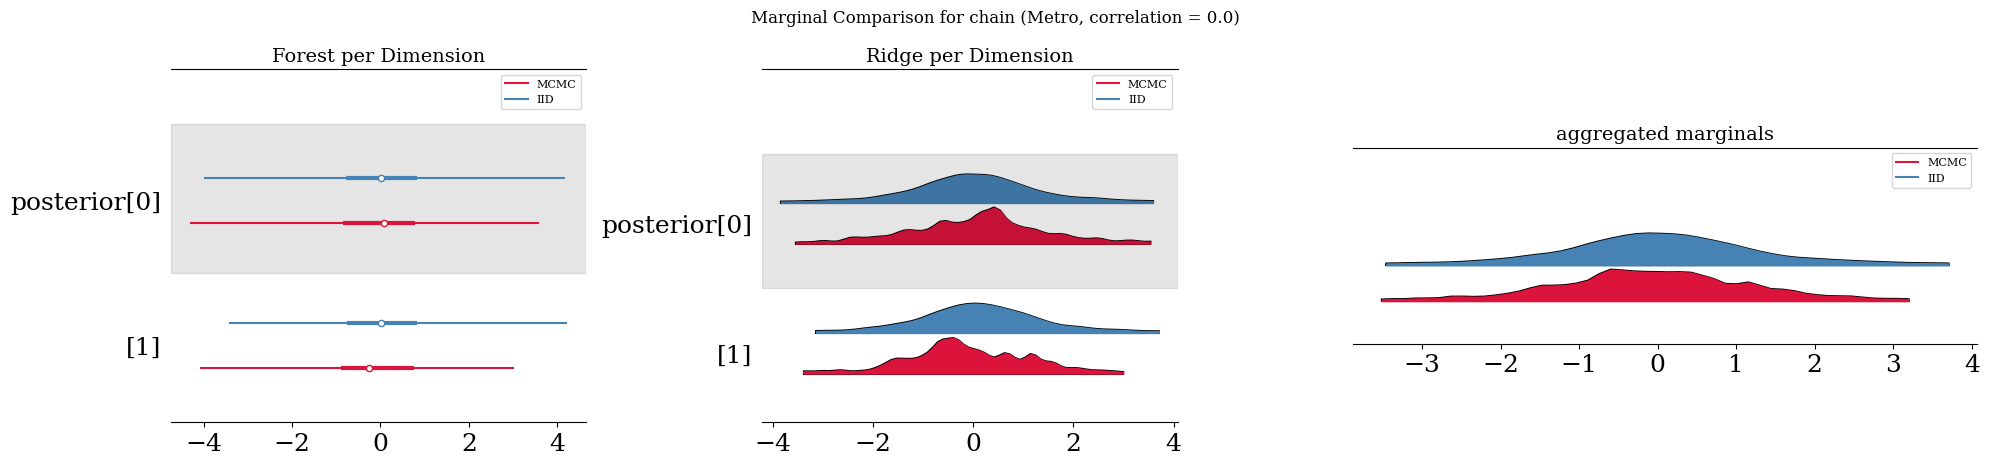 Marginal Comparison for chain (Metro, correlation = 0.0)
Forest per Dimension
MCMC
IID
posterior[0]
[1]
−4 −2 0 2 4
Ridge per Dimension
MCMC
IID
posterior[0]
[1]
−4 −2 0 2 4
aggregated marginals
MCMC
IID
−3 −2 −1 0 1 2 3 4